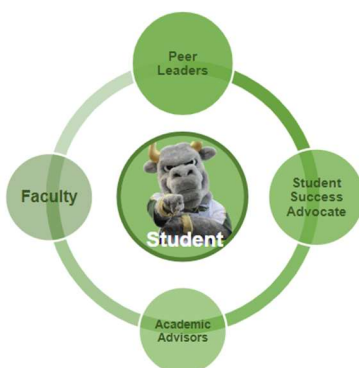 Peer
Leaders
Faculty
Student
Student
Success
Advocate
Academic
Advisors